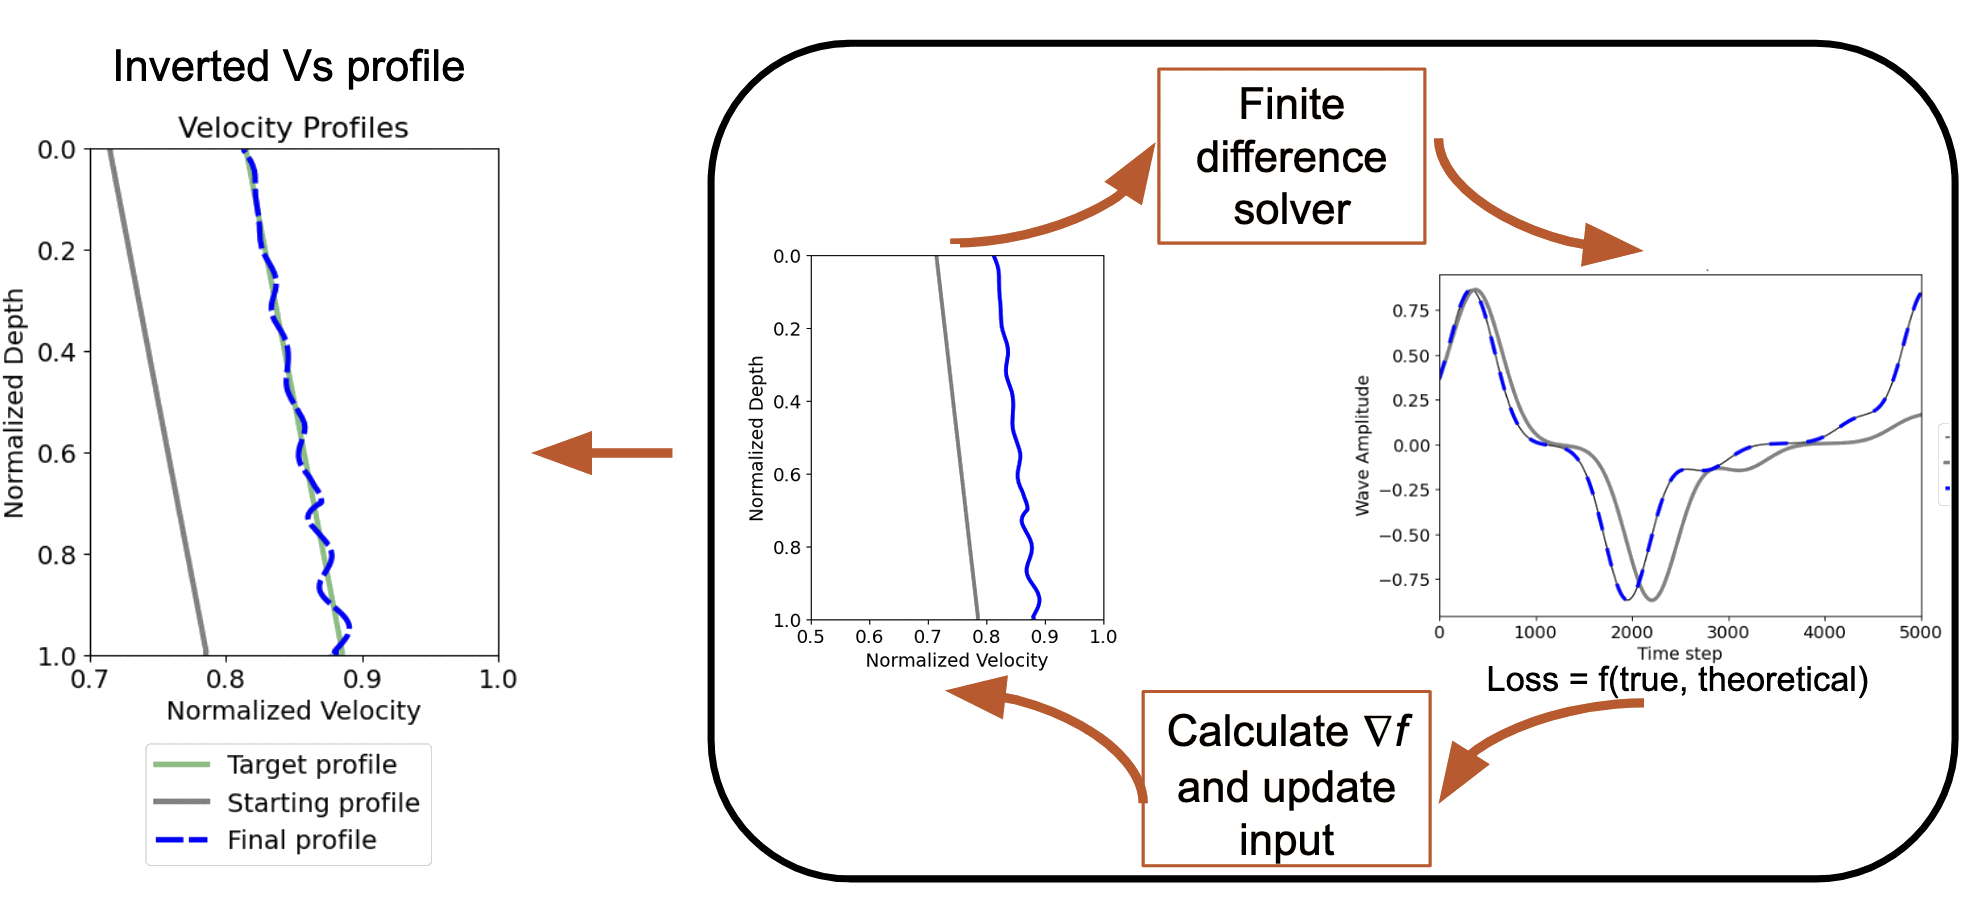 Inverted Vs profile
Velocity Profiles
0.0
0.2
0.4
0.6
0.8
1.0
Normalized Depth
0.7
0.8
0.9
1.0
Normalized Velocity
Target profile
Starting profile
Final profile
Finite
difference
solver
0.0
0.2
0.4
0.6
0.8
1.0
Normalized Depth
0.5
0.6
0.7
0.8
0.9
1.0
Normalized Velocity
0.75
0.50
0.25
0.00
−0.25
−0.50
−0.75
Wave Amplitude
0
1000
2000
3000
4000
5000
Time step
Loss = f(true, theoretical)
Calculate ∇f
and update
input